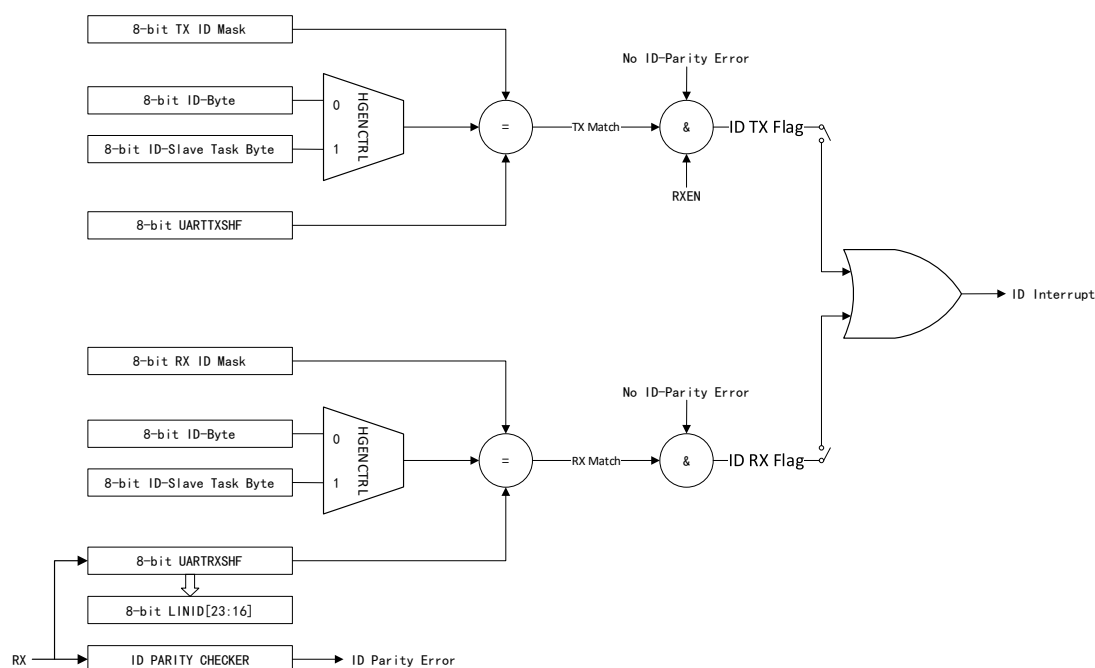 8-bit TX ID Mask
No ID-Parity Error
8-bit ID-Byte
0
HGENCTRL
=
TX Match
&
ID TX Flag
8-bit ID-Slave Task Byte
1
RXEN
8-bit UARTTXSHF
ID Interrupt
8-bit RX ID Mask
No ID-Parity Error
8-bit ID-Byte
0
HGENCTRL
=
RX Match
&
ID RX Flag
8-bit ID-Slave Task Byte
1
8-bit UARTRXSHF
8-bit LINID[23:16]
RX
ID PARITY CHECKER
ID Parity Error